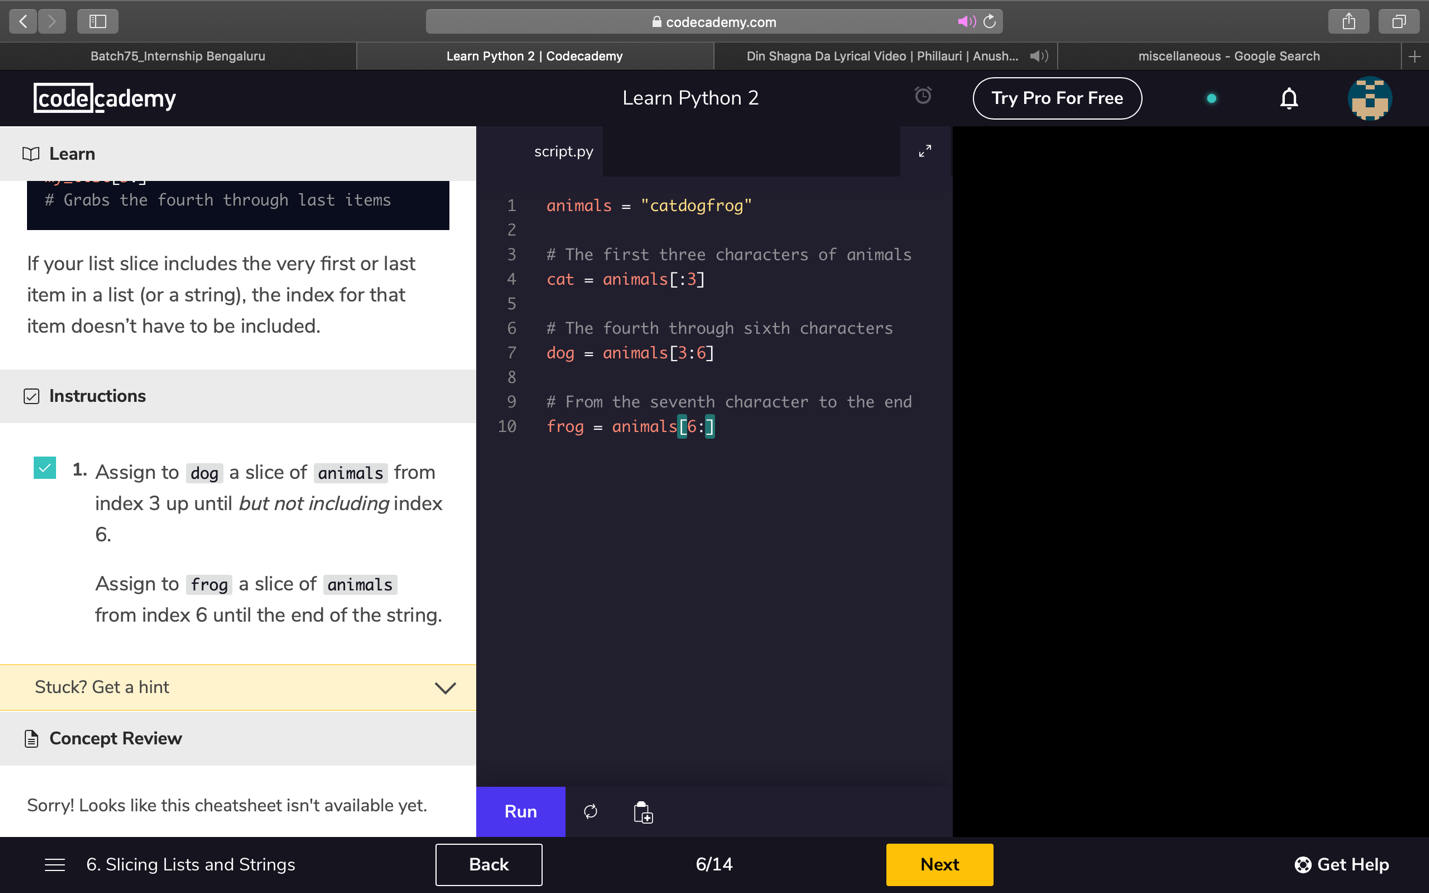 codecademy.com
Batch75_Internship Bengaluru
Learn Python 2 | Codecademy
Din Shagna Da Lyrical Video | Phillauri | Anush...
miscellaneous - Google Search
codecademy
Learn Python 2
Try Pro For Free
Learn
# Grabs the fourth through last items
If your list slice includes the very first or last
item in a list (or a string), the index for that
item doesn't have to be included.
Instructions
1. Assign to dog a slice of animals from
index 3 up until but not including index
6.
Assign to frog a slice of animals
from index 6 until the end of the string.
Stuck? Get a hint
Concept Review
Sorry! Looks like this cheatsheet isn't available yet.
script.py
1 animals = "catdogfrog"
2
3 # The first three characters of animals
4 cat = animals[:3]
5
6 # The fourth through sixth characters
7 dog = animals[3:6]
8
9 # From the seventh character to the end
10 frog = animals[6:]
Run
6. Slicing Lists and Strings
Back
6/14
Next
Get Help